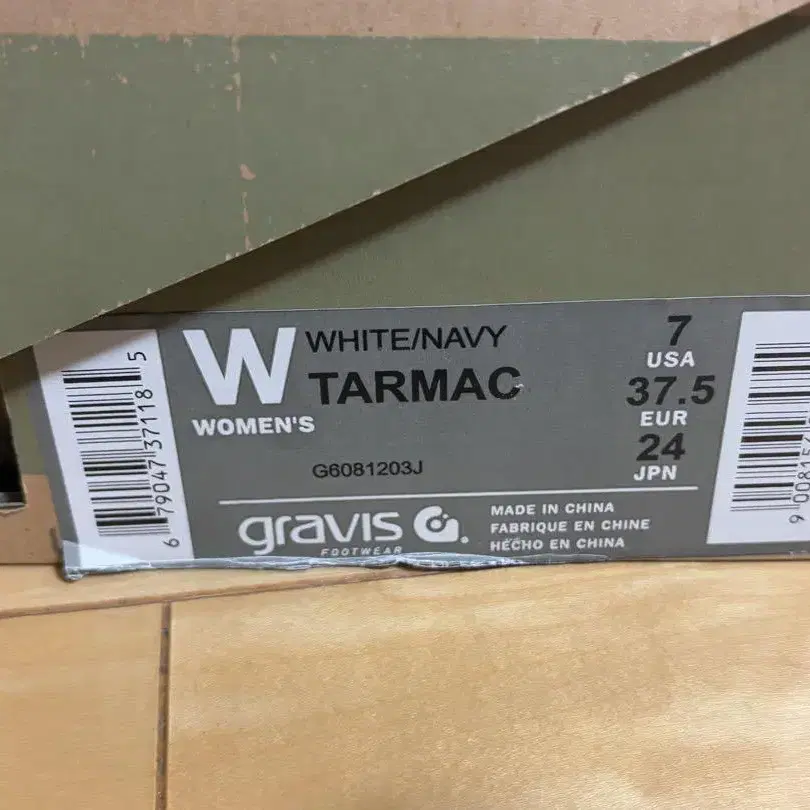 W
WOMEN'S
WHITE/NAVY
TARMAC
G6081203J
7
USA
37.5
EUR
24
JPN
gravis
FOOTWEAR
MADE IN CHINA
FABRIQUE EN CHINE
HECHO EN CHINA
6 79047 37118 5